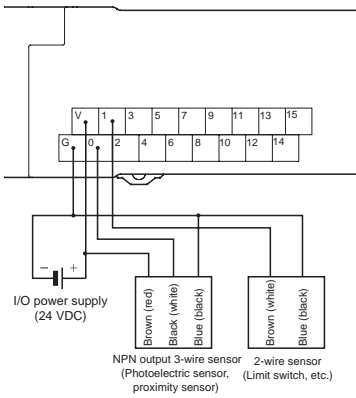 V 1 3 5 7 9 11 13 15
G 0 2 4 6 8 10 12 14
− +
I/O power supply
(24 VDC)
Brown (red)
Black (white)
Blue (black)
Brown (white)
Blue (black)
NPN output 3-wire sensor
(Photoelectric sensor,
proximity sensor)
2-wire sensor
(Limit switch, etc.)